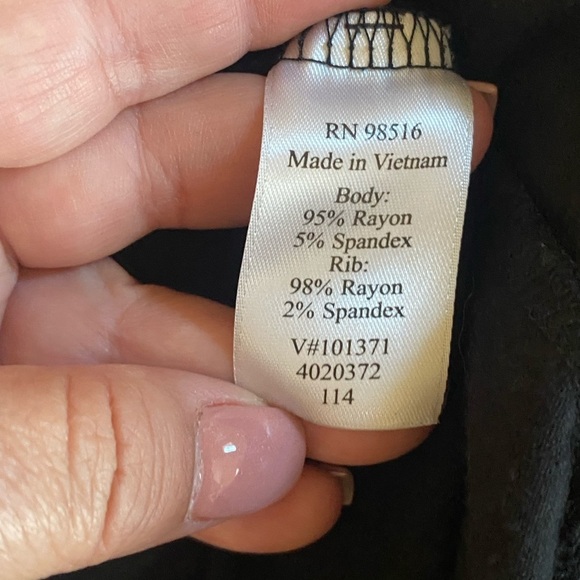 RN 98516
Made in Vietnam
Body:
95% Rayon
5% Spandex
Rib:
98% Rayon
2% Spandex
V#101371
4020372
114